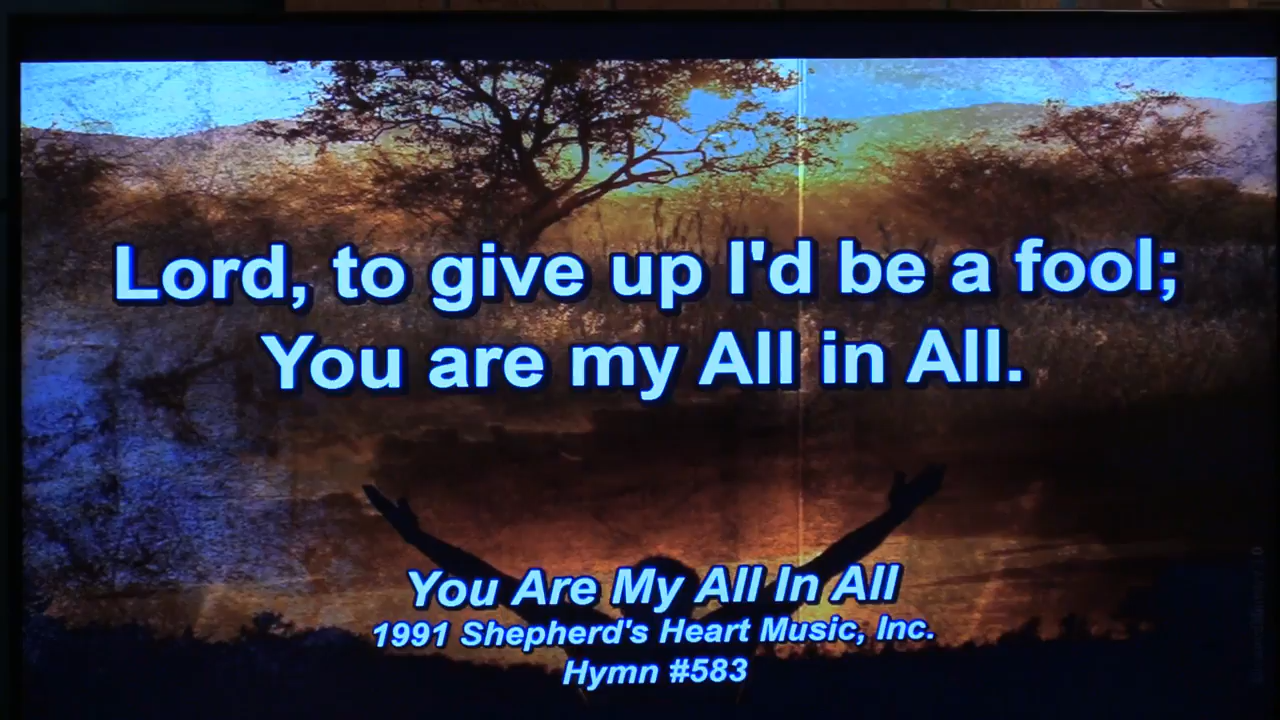 Lord, to give up I'd be a fool;
You are my All in All.
You Are My All In All
1991 Shepherd's Heart Music, Inc.
Hymn #583